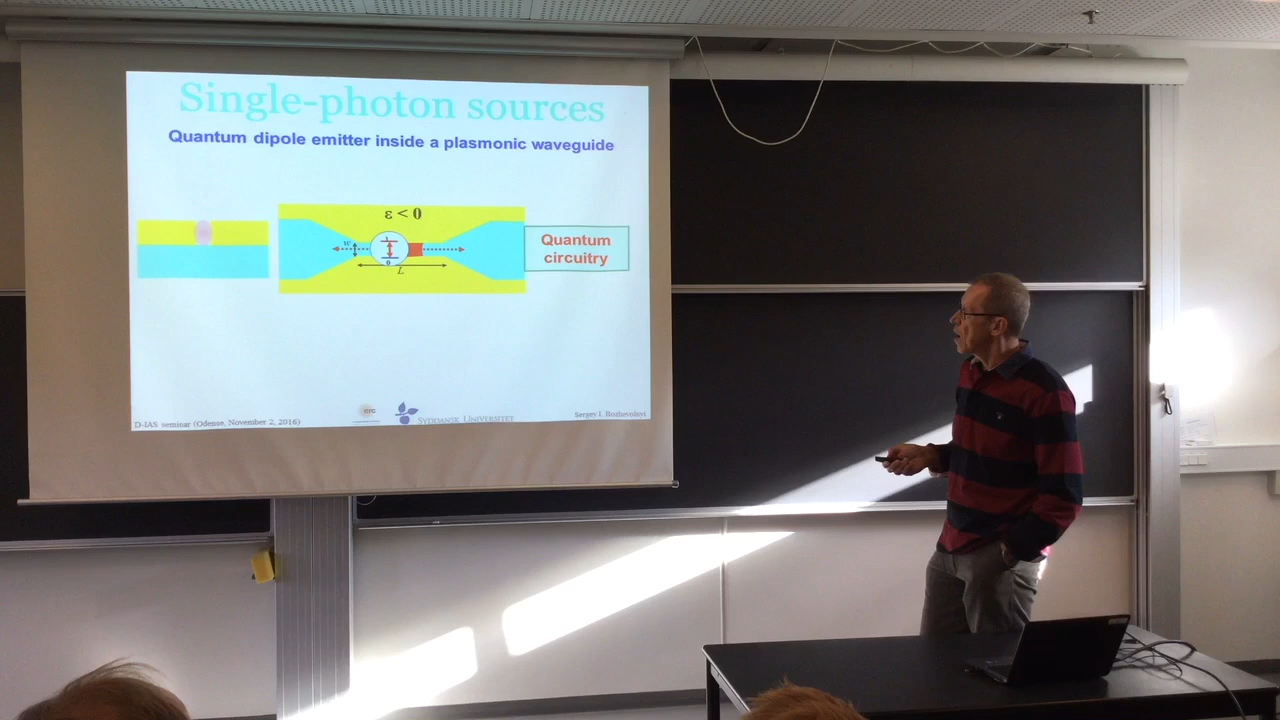 Single-photon sources
Quantum dipole emitter inside a plasmonic waveguide
ε < 0
w
L
Quantum
circuitry
erc
SYDDANSK UNIVERSITET
D-IAS seminar (Odense, November 2, 2016)
Sergey I. Bozhevolnyi